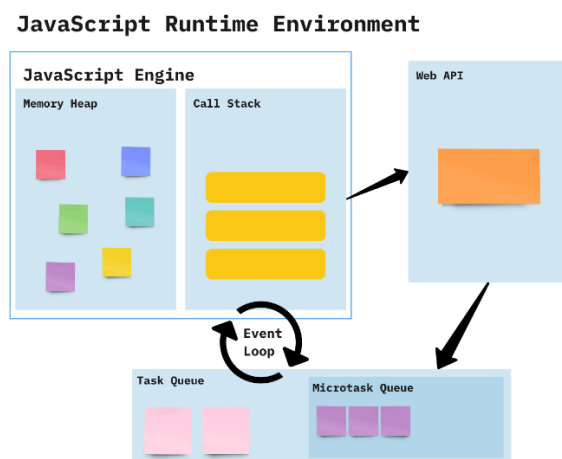 JavaScript Runtime Environment
JavaScript Engine
Memory Heap
Call Stack
Web API
Event
Loop
Task Queue
Microtask Queue